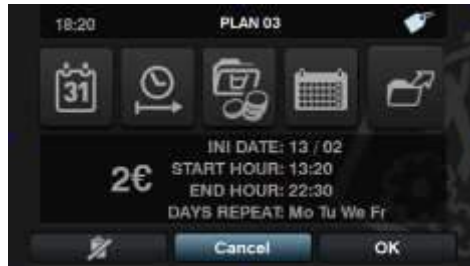 18:20
PLAN 03
31
2€
INI DATE: 13 / 02
START HOUR: 13:20
END HOUR: 22:30
DAYS REPEAT: Mo Tu We Fr
Cancel
OK